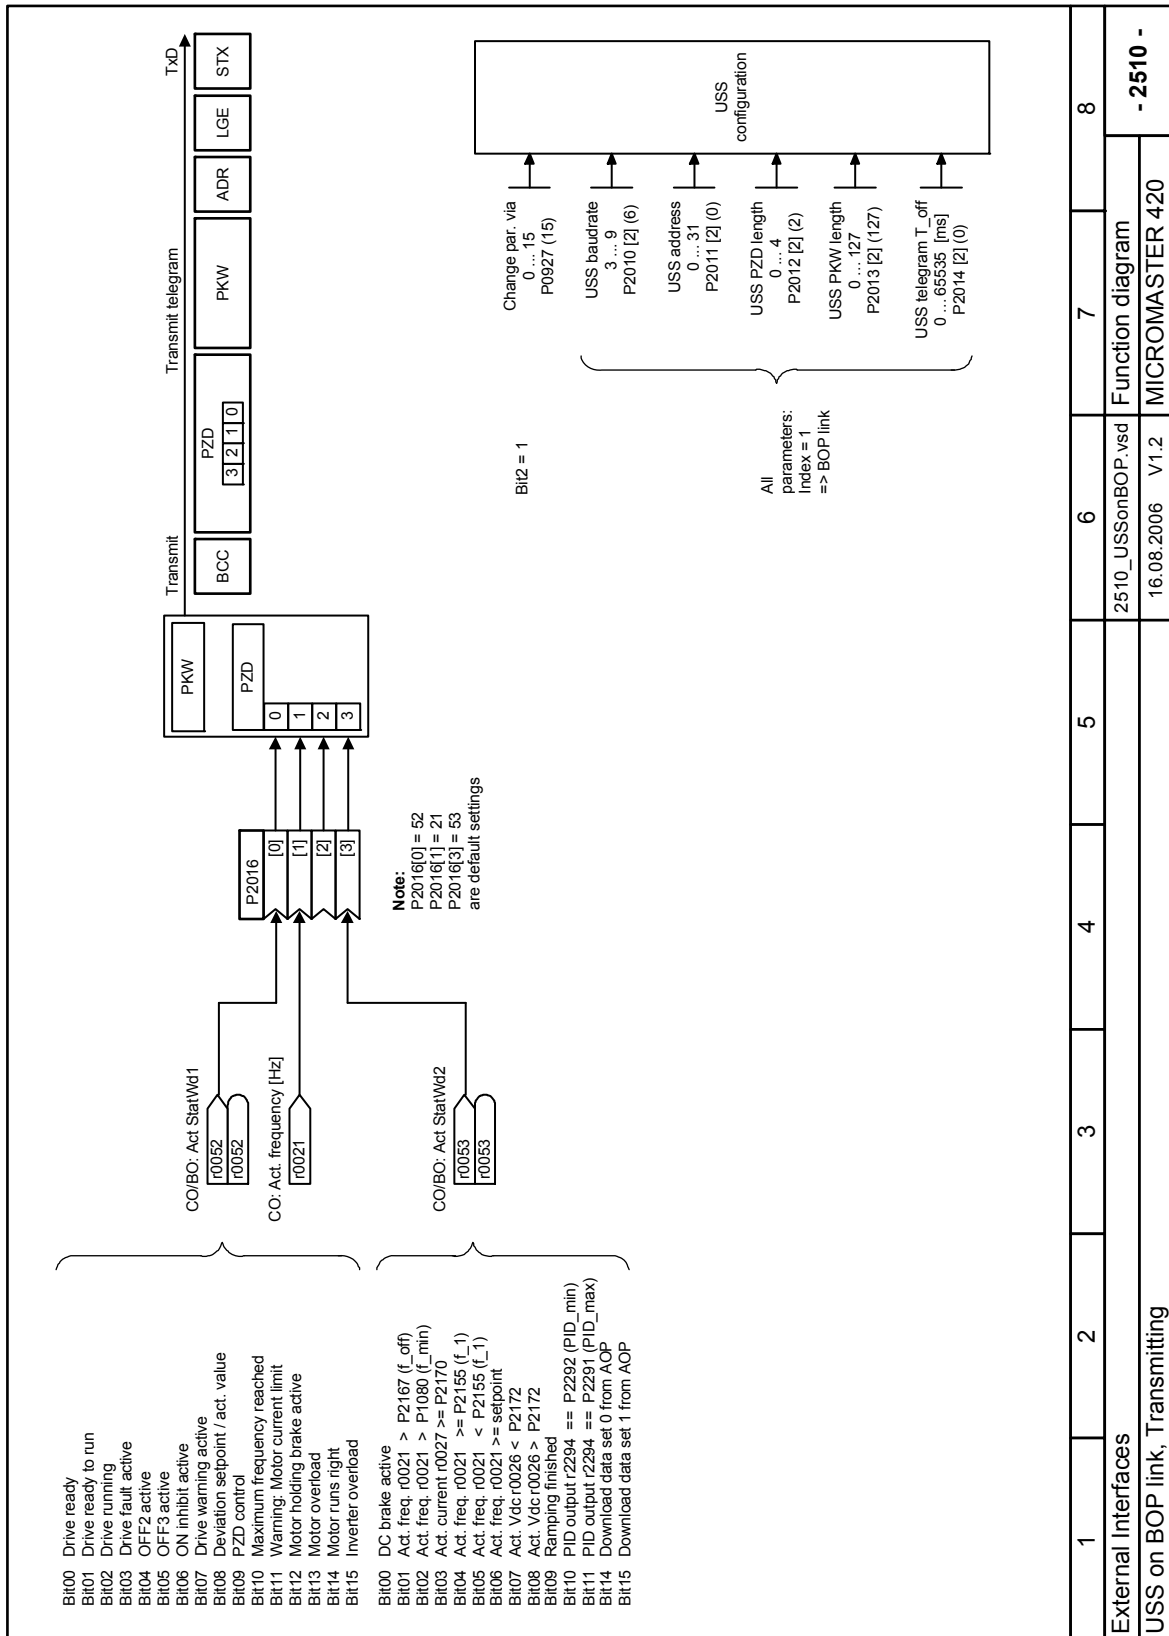 TxD
Transmit telegram
Transmit
BCC
PZD
3 2 1 0
PKW
ADR
LGE
STX
PKW
PZD
0
1
2
3
P2016
[0]
[1]
[2]
[3]
Note:
P2016[0] = 52
P2016[1] = 21
P2016[3] = 53
are default settings
CO/BO: Act StatWd1
r0052
r0052
CO: Act. frequency [Hz]
r0021
CO/BO: Act StatWd2
r0053
r0053
Bit00 Drive ready
Bit01 Drive ready to run
Bit02 Drive running
Bit03 Drive fault active
Bit04 OFF2 active
Bit05 OFF3 active
Bit06 ON inhibit active
Bit07 Drive warning active
Bit08 Deviation setpoint / act. value
Bit09 PZD control
Bit10 Maximum frequency reached
Bit11 Warning: Motor current limit
Bit12 Motor holding brake active
Bit13 Motor overload
Bit14 Motor runs right
Bit15 Inverter overload
Bit00 DC brake active
Bit01 Act. freq. r0021 > P2167 (f_off)
Bit02 Act. freq. r0021 > P1080 (f_min)
Bit03 Act. current r0027 >= P2170
Bit04 Act. freq. r0021 >= P2155 (f_1)
Bit05 Act. freq. r0021 < P2155 (f_1)
Bit06 Act. freq. r0021 >= setpoint
Bit07 Act. Vdc r0026 < P2172
Bit08 Act. Vdc r0026 > P2172
Bit09 Ramping finished
Bit10 PID output r2294 == P2292 (PID_min)
Bit11 PID output r2294 == P2291 (PID_max)
Bit14 Download data set 0 from AOP
Bit15 Download data set 1 from AOP
Bit2 = 1
All
parameters:
Index = 1
=> BOP link
Change par. via
0 ... 15
P0927 (15)
USS baudrate
3 ... 9
P2010 [2] (6)
USS address
0 ... 31
P2011 [2] (0)
USS PZD length
0 ... 4
P2012 [2] (2)
USS PKW length
0 ... 127
P2013 [2] (127)
USS telegram T_off
0 ... 65535 [ms]
P2014 [2] (0)
USS
configuration
1 2 3 4 5 6 7 8
External Interfaces
USS on BOP link, Transmitting
2510_USSonBOP.vsd
16.08.2006 V1.2
Function diagram
MICROMASTER 420
- 2510 -